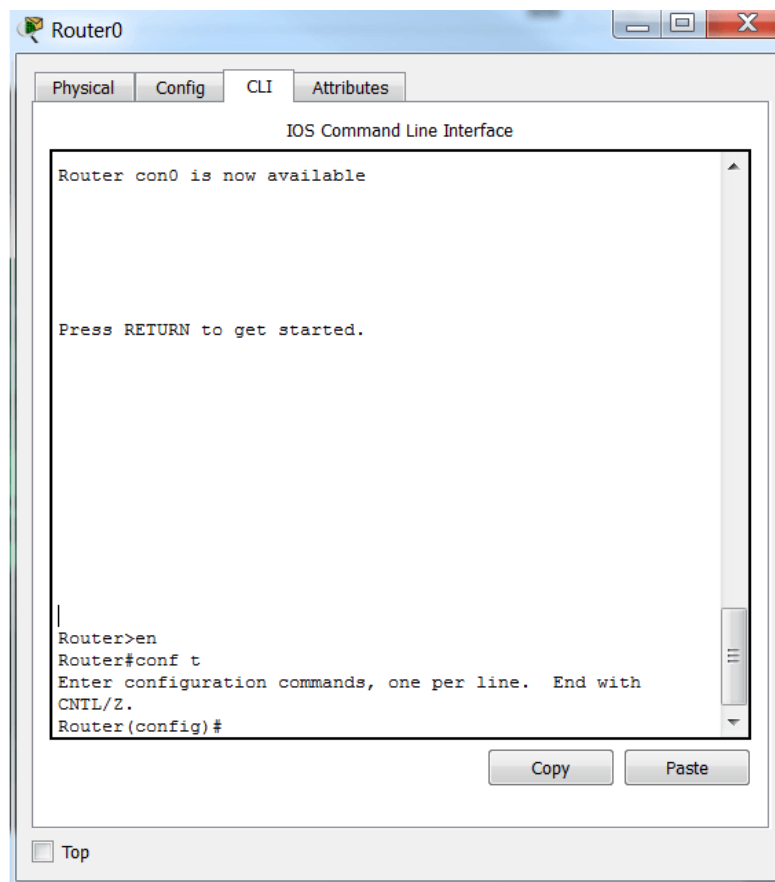 Router0
Physical Config CLI Attributes
IOS Command Line Interface
Router con0 is now available
Press RETURN to get started.
Router>en
Router#conf t
Enter configuration commands, one per line.  End with
CNTL/Z.
Router(config)#
Copy Paste
Top